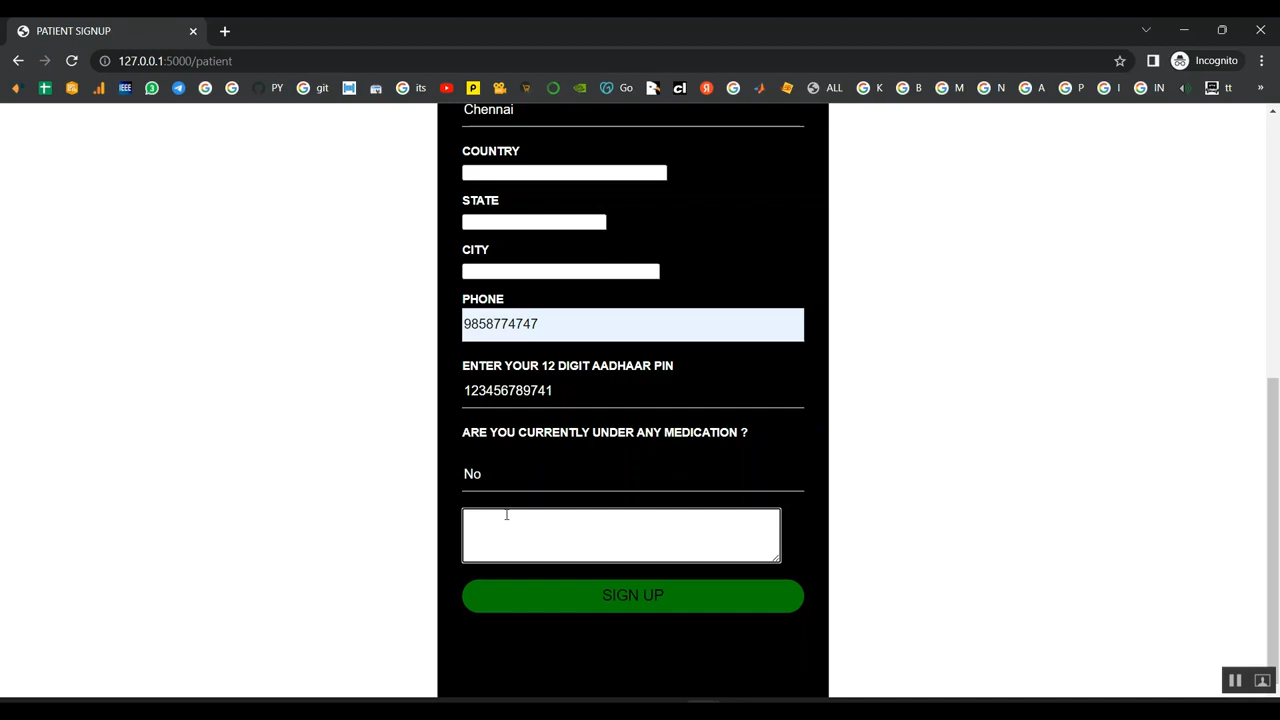 PATIENT SIGNUP
127.0.0.1:5000/patient
Incognito
IEEE PY git its P Go cl ALL K B M N A P I IN tt
Chennai
COUNTRY
STATE
CITY
PHONE
9858774747
ENTER YOUR 12 DIGIT AADHAAR PIN
123456789741
ARE YOU CURRENTLY UNDER ANY MEDICATION ?
No
SIGN UP